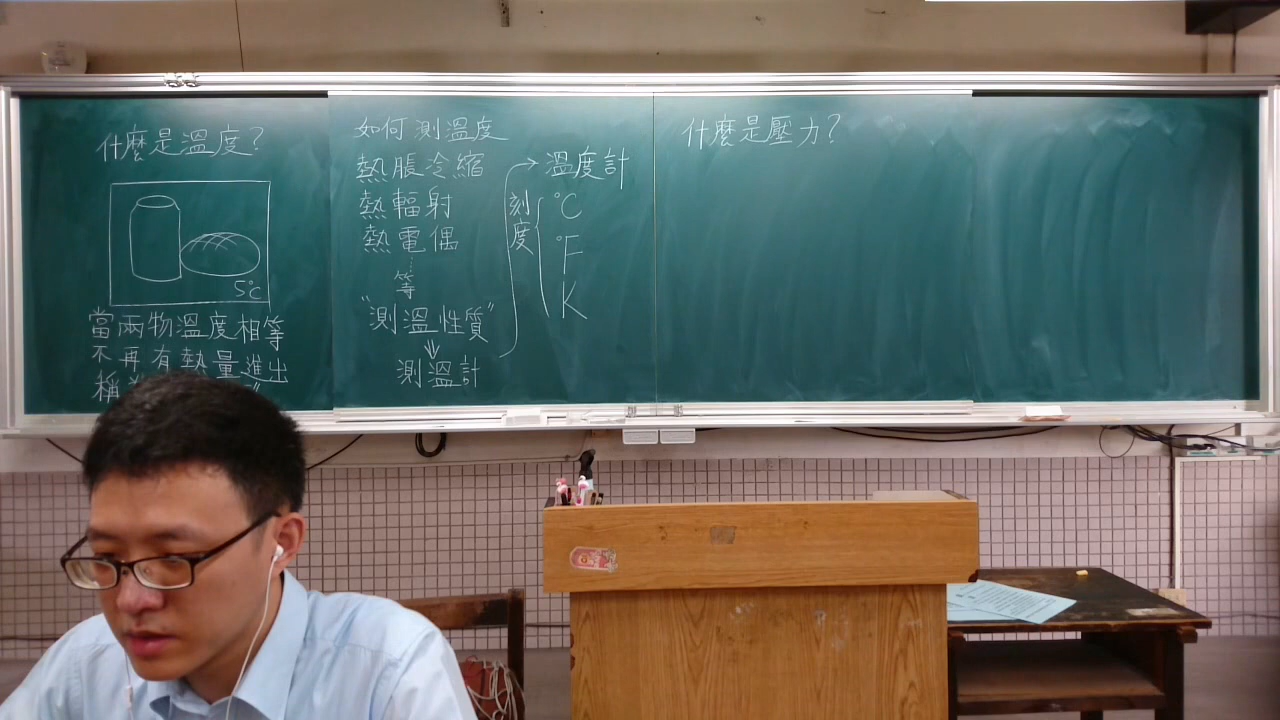 什麼是溫度?
5℃
當兩物溫度相等
不再有熱量進出
稱
如何測溫度
熱脹冷縮
熱輻射
熱電偶
⋮
等
"測溫性質"
⇓
測溫計
→溫度計
刻度
℃
℉
K
什麼是壓力?